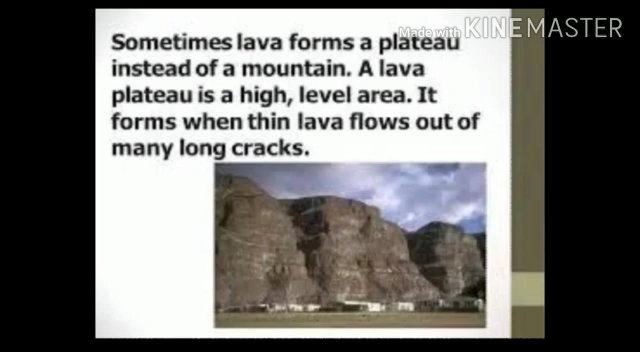 Made with KINEMASTER
Sometimes lava forms a plateau
instead of a mountain. A lava
plateau is a high, level area. It
forms when thin lava flows out of
many long cracks.